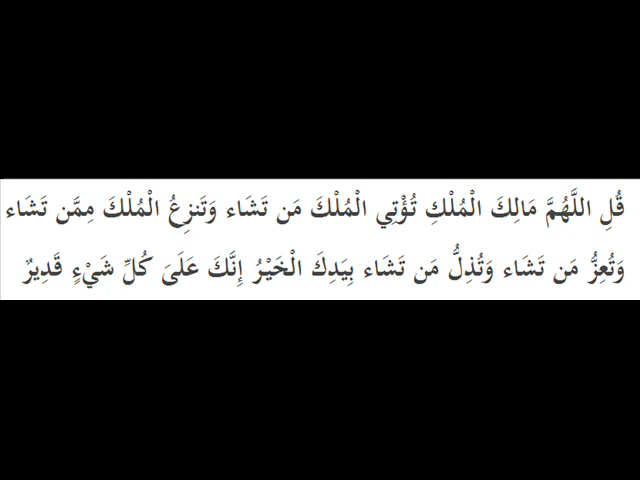 قُلِ اللَّهُمَّ مَالِكَ الْمُلْكِ تُؤْتِي الْمُلْكَ مَن تَشَاء وَتَنزِعُ الْمُلْكَ مِمَّن تَشَاء
وَتُعِزُّ مَن تَشَاء وَتُذِلُّ مَن تَشَاء بِيَدِكَ الْخَيْرُ إِنَّكَ عَلَىَ كُلِّ شَيْءٍ قَدِيرٌ